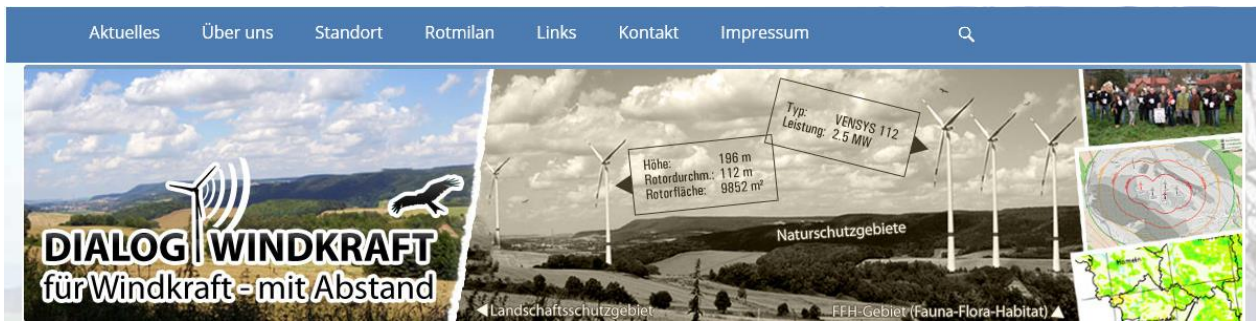 Aktuelles Über uns Standort Rotmilan Links Kontakt Impressum
DIALOG WINDKRAFT
für Windkraft - mit Abstand
Höhe: 196 m
Rotordurchm.: 112 m
Rotorfläche: 9852 m²
Typ: VENSYS 112
Leistung: 2.5 MW
Naturschutzgebiete
◀Landschaftsschutzgebiet
FFH-Gebiet (Fauna-Flora-Habitat)▲